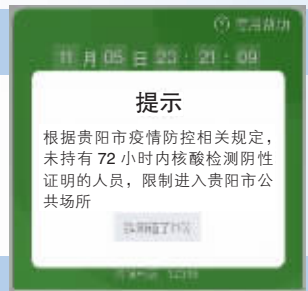 11 月 05 日 23 : 21 : 09
提示
根据贵阳市疫情防控相关规定，
未持有 72 小时内核酸检测阴性
证明的人员，限制进入贵阳市公
共场所